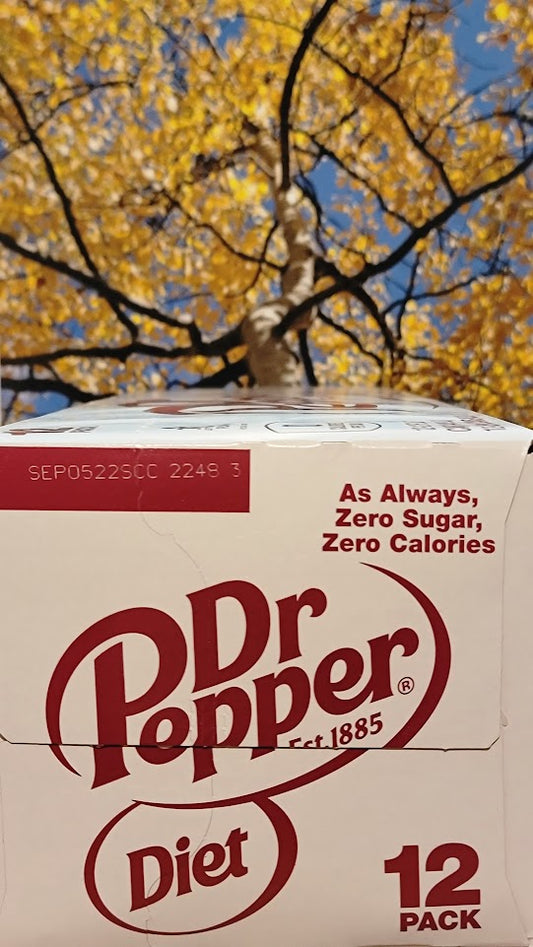 SEP0522SCC 2248 3
As Always,
Zero Sugar,
Zero Calories
Dr
Pepper®
Est.1885
Diet
12
PACK